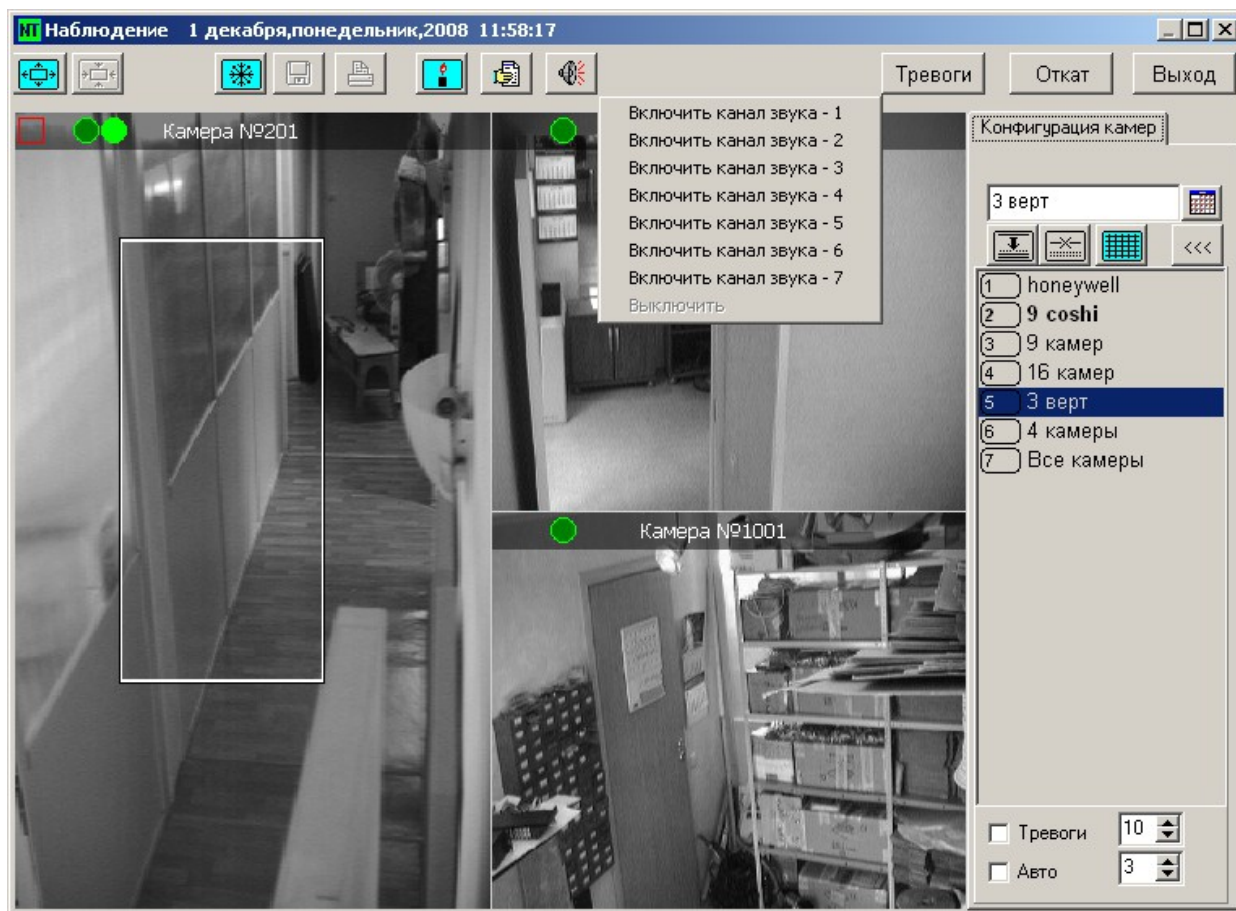 NT Наблюдение 1 декабря,понедельник,2008 11:58:17
Тревоги Откат Выход
Камера №201
Включить канал звука - 1
Включить канал звука - 2
Включить канал звука - 3
Включить канал звука - 4
Включить канал звука - 5
Включить канал звука - 6
Включить канал звука - 7
Выключить
Камера №1001
Конфигурация камер
3 верт
<<<
1 honeywell
2 9 coshi
3 9 камер
4 16 камер
5 3 верт
6 4 камеры
7 Все камеры
Тревоги 10
Авто 3